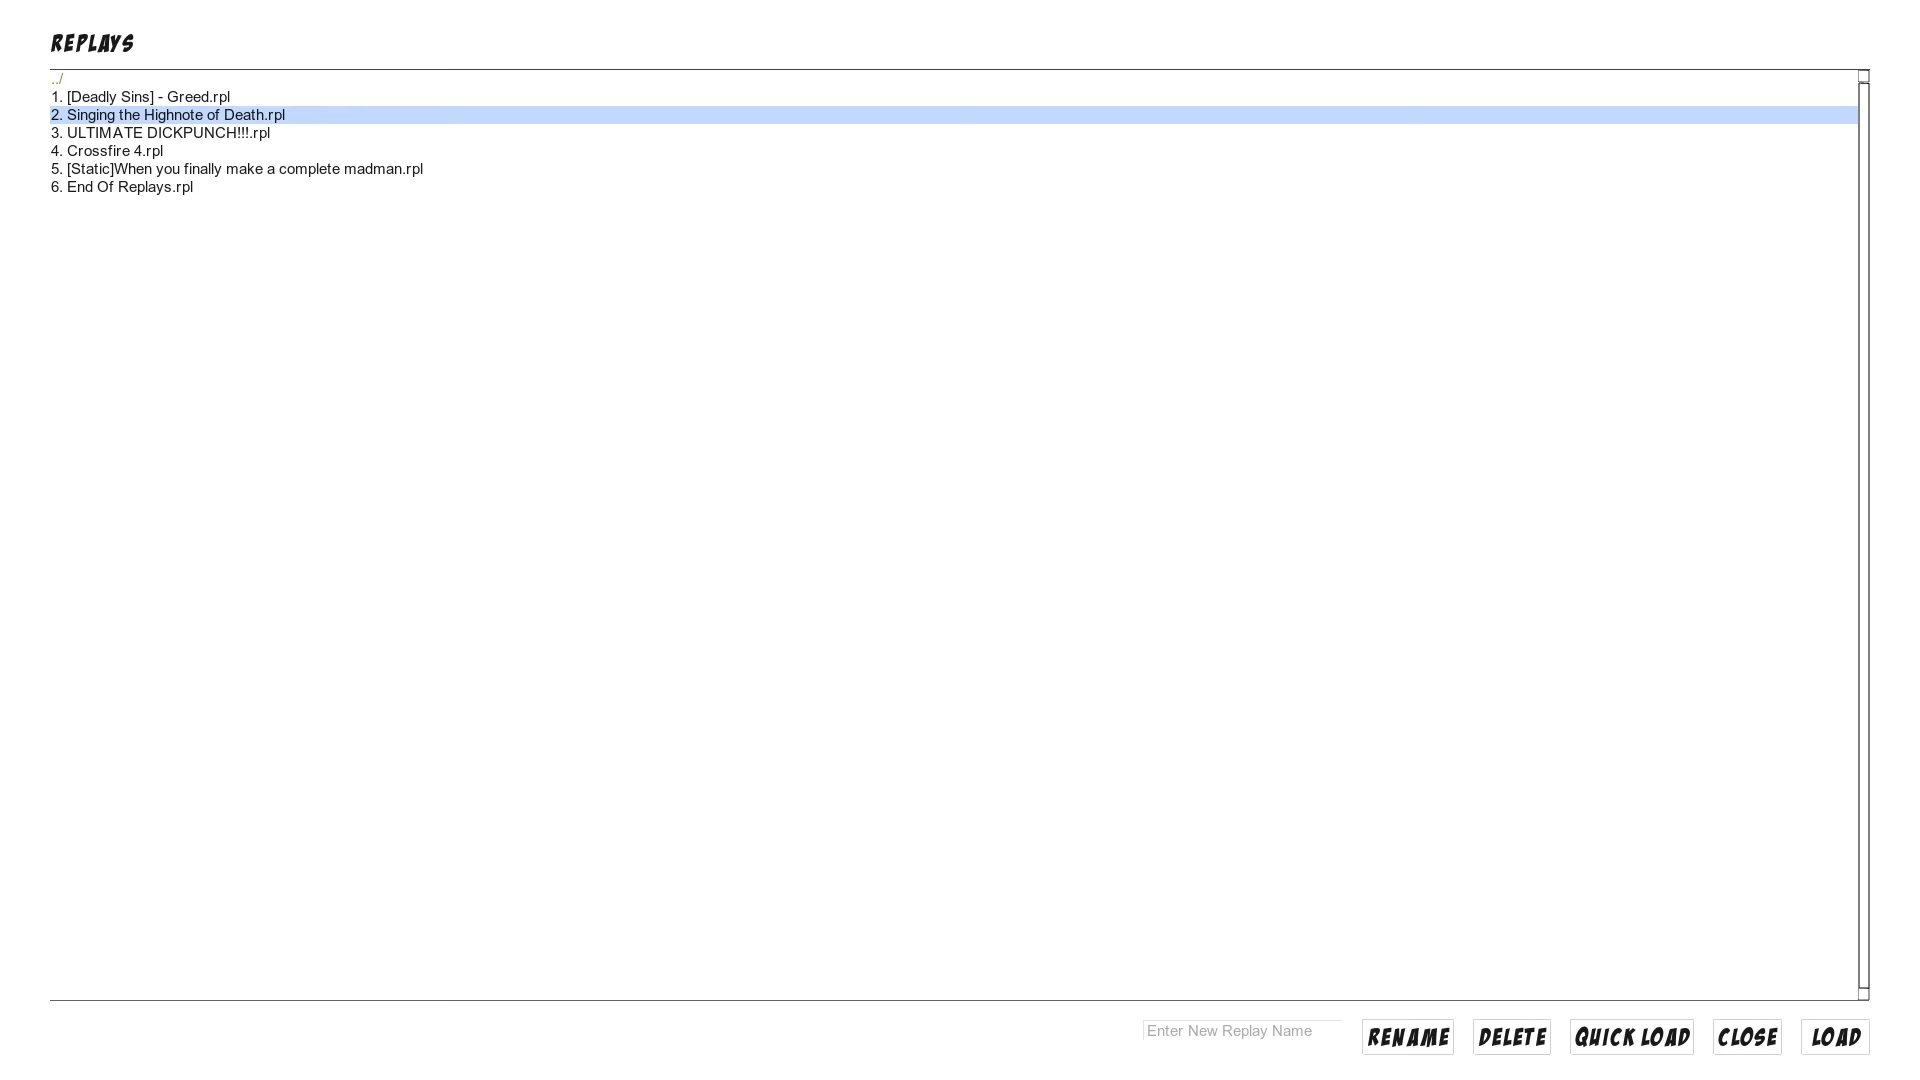 REPLAYS
../
1. [Deadly Sins] - Greed.rpl
2. Singing the Highnote of Death.rpl
3. ULTIMATE DICKPUNCH!!!.rpl
4. Crossfire 4.rpl
5. [Static]When you finally make a complete madman.rpl
6. End Of Replays.rpl
Enter New Replay Name
RENAME
DELETE
QUICK LOAD
CLOSE
LOAD